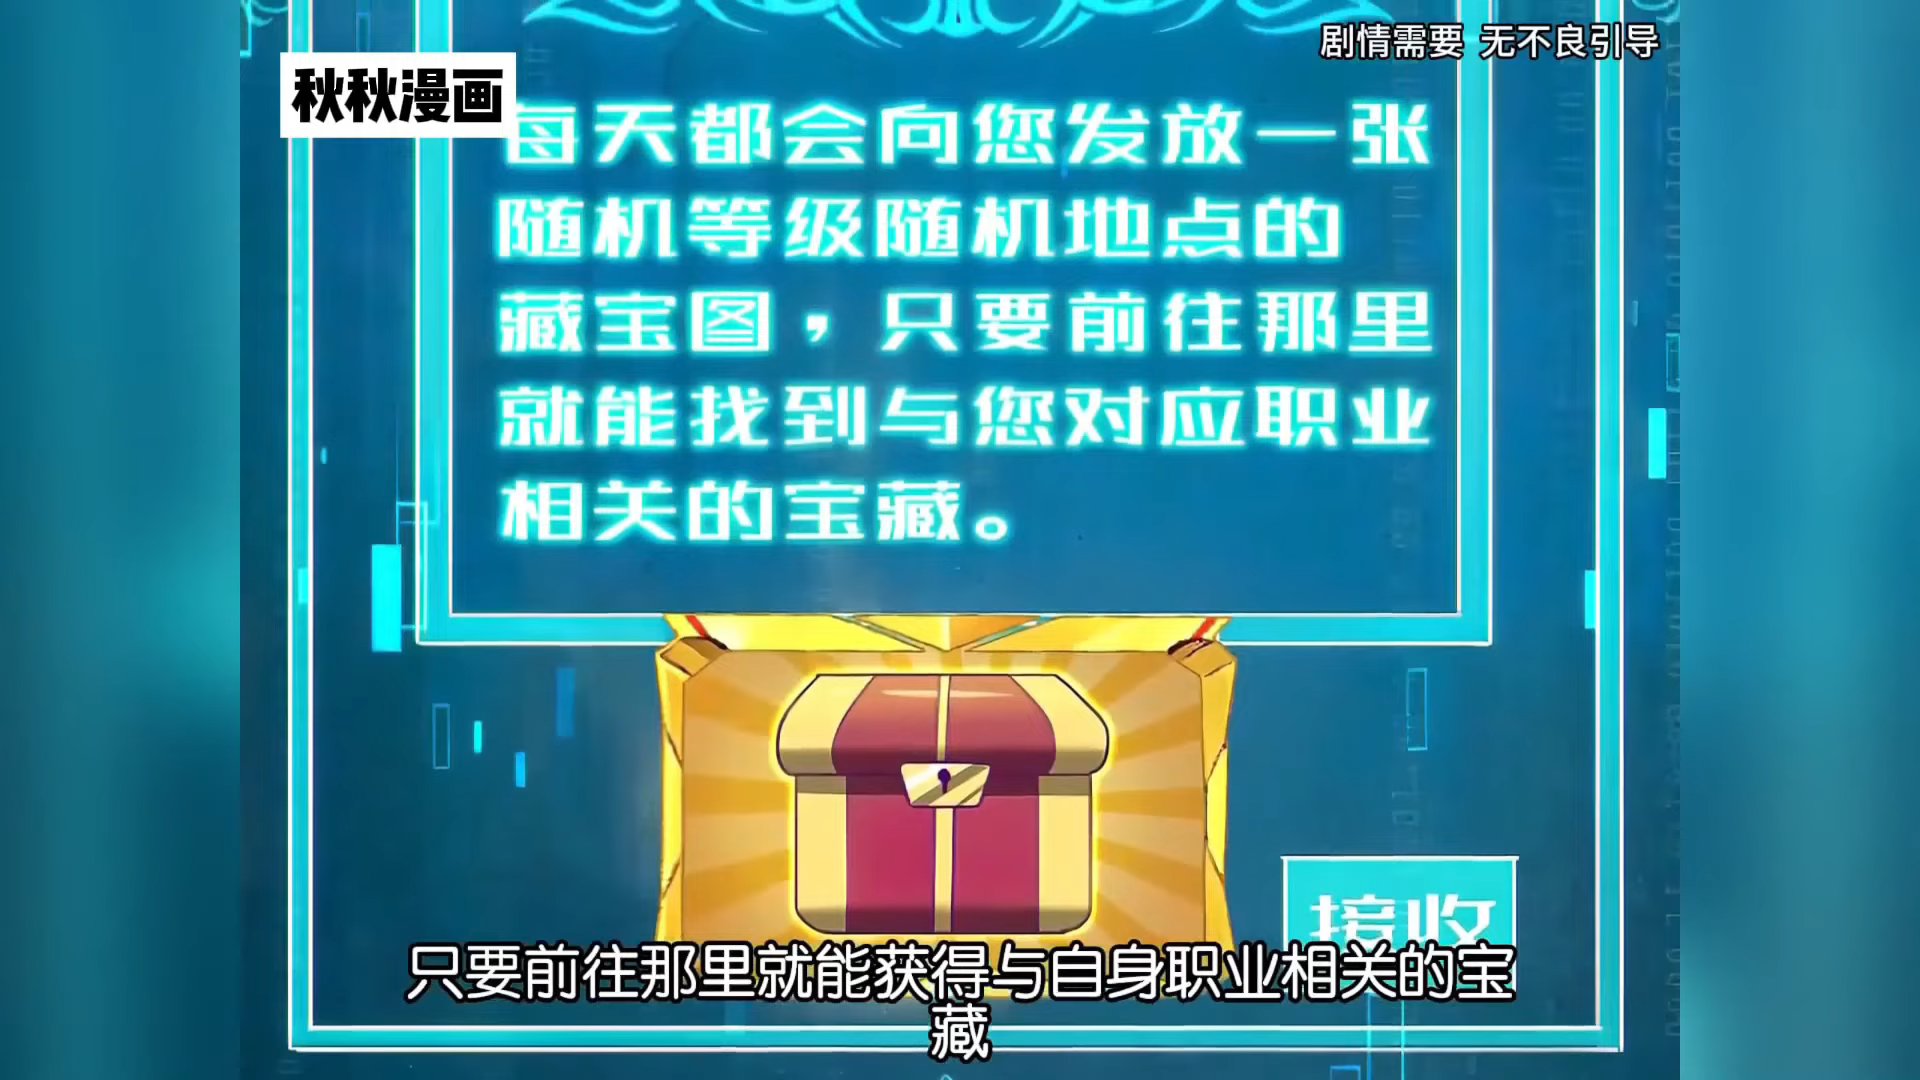 剧情需要 无不良引导
秋秋漫画
每天都会向您发放一张
随机等级随机地点的
藏宝图，只要前往那里
就能找到与您对应职业
相关的宝藏。
接收
只要前往那里就能获得与自身职业相关的宝
藏